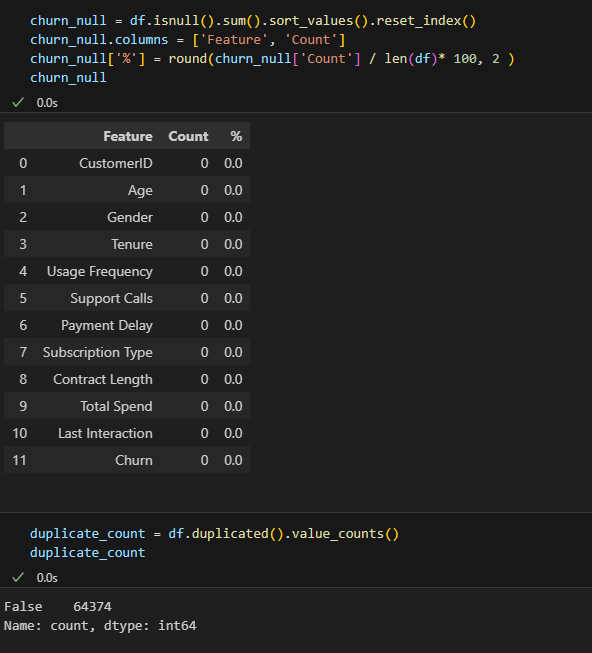 churn_null = df.isnull().sum().sort_values().reset_index()
churn_null.columns = ['Feature', 'Count']
churn_null['%'] = round(churn_null['Count'] / len(df)* 100, 2 )
churn_null
✓ 0.0s
Feature Count %
0 CustomerID 0 0.0
1 Age 0 0.0
2 Gender 0 0.0
3 Tenure 0 0.0
4 Usage Frequency 0 0.0
5 Support Calls 0 0.0
6 Payment Delay 0 0.0
7 Subscription Type 0 0.0
8 Contract Length 0 0.0
9 Total Spend 0 0.0
10 Last Interaction 0 0.0
11 Churn 0 0.0
duplicate_count = df.duplicated().value_counts()
duplicate_count
✓ 0.0s
False    64374
Name: count, dtype: int64